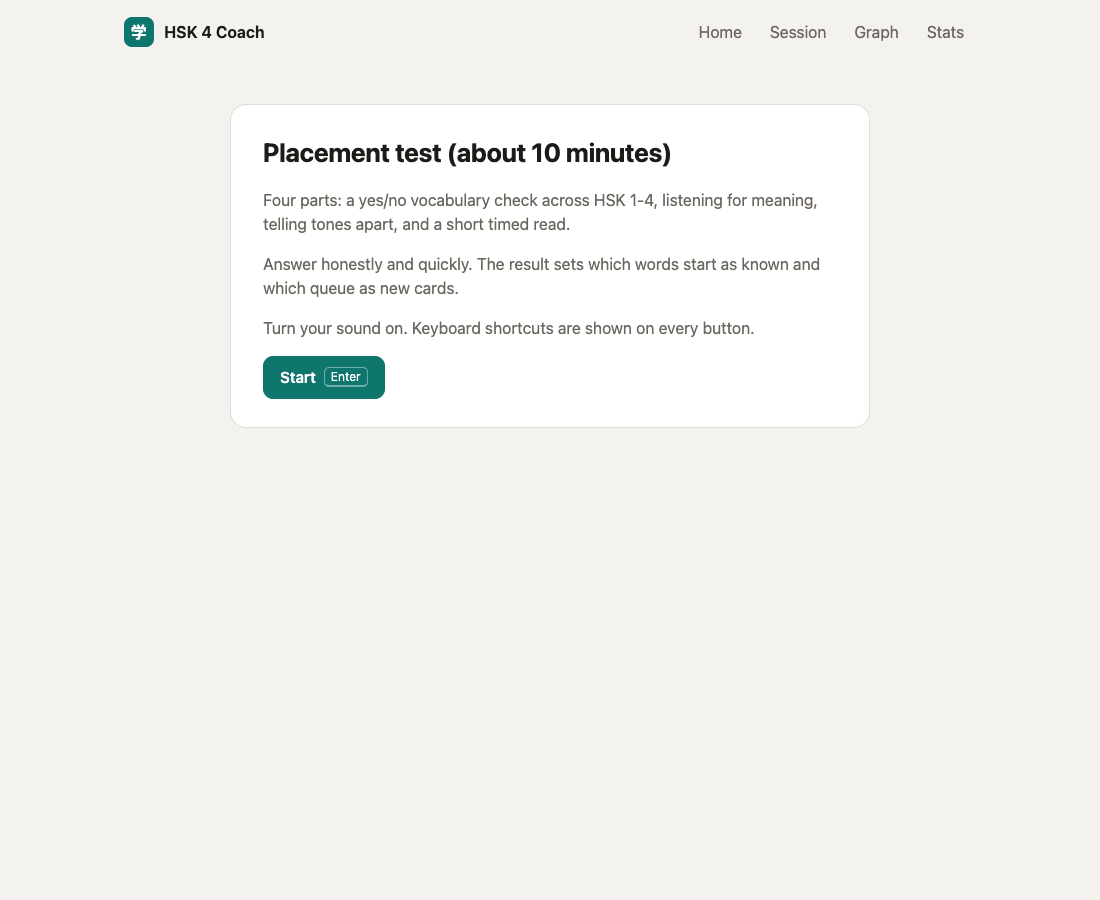 学 HSK 4 Coach
Home Session Graph Stats
Placement test (about 10 minutes)
Four parts: a yes/no vocabulary check across HSK 1-4, listening for meaning,
telling tones apart, and a short timed read.
Answer honestly and quickly. The result sets which words start as known and
which queue as new cards.
Turn your sound on. Keyboard shortcuts are shown on every button.
Start Enter